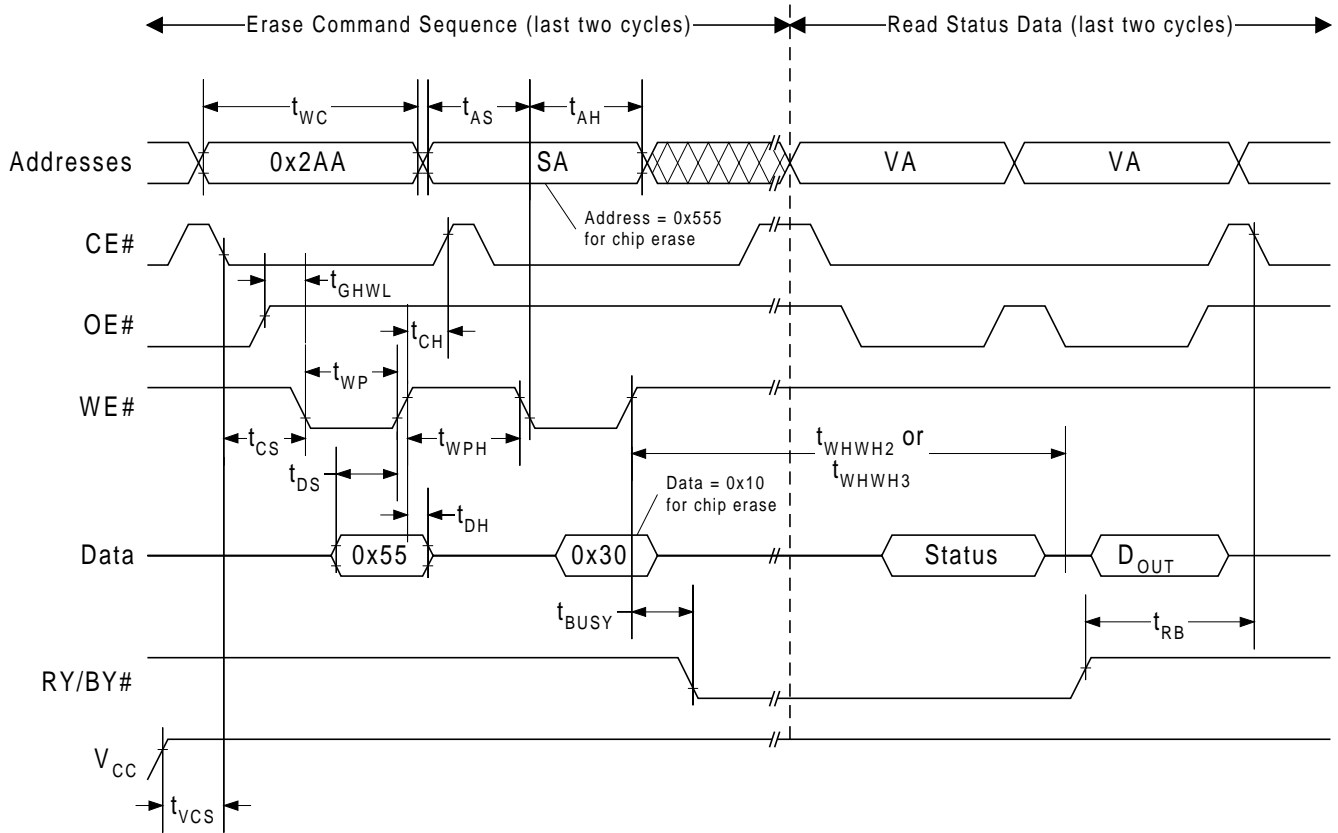 Erase Command Sequence (last two cycles)
Read Status Data (last two cycles)
tWC
tAS
tAH
Addresses
0x2AA
SA
VA
VA
Address = 0x555
for chip erase
CE#
tGHWL
OE#
tCH
tWP
WE#
tCS
tWPH
tWHWH2 or
tWHWH3
tDS
Data = 0x10
for chip erase
tDH
Data
0x55
0x30
Status
DOUT
tBUSY
tRB
RY/BY#
VCC
tVCS